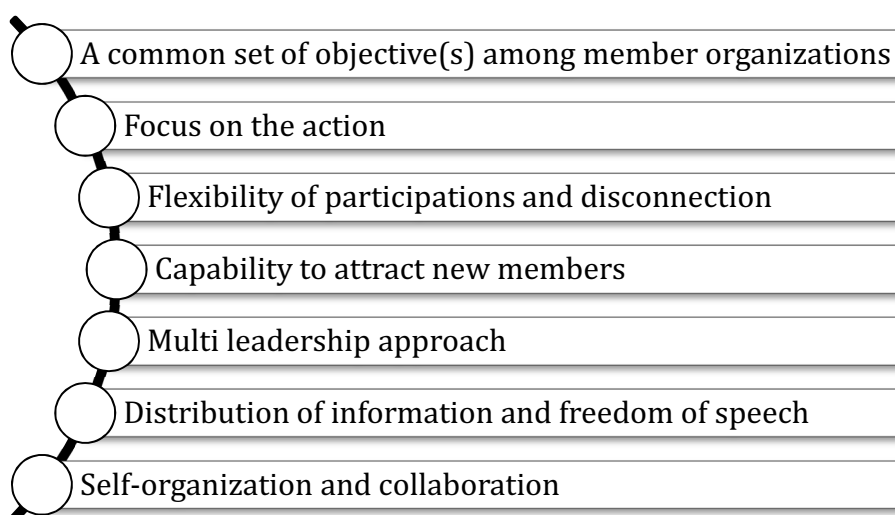 A common set of objective(s) among member organizations
Focus on the action
Flexibility of participations and disconnection
Capability to attract new members
Multi leadership approach
Distribution of information and freedom of speech
Self-organization and collaboration